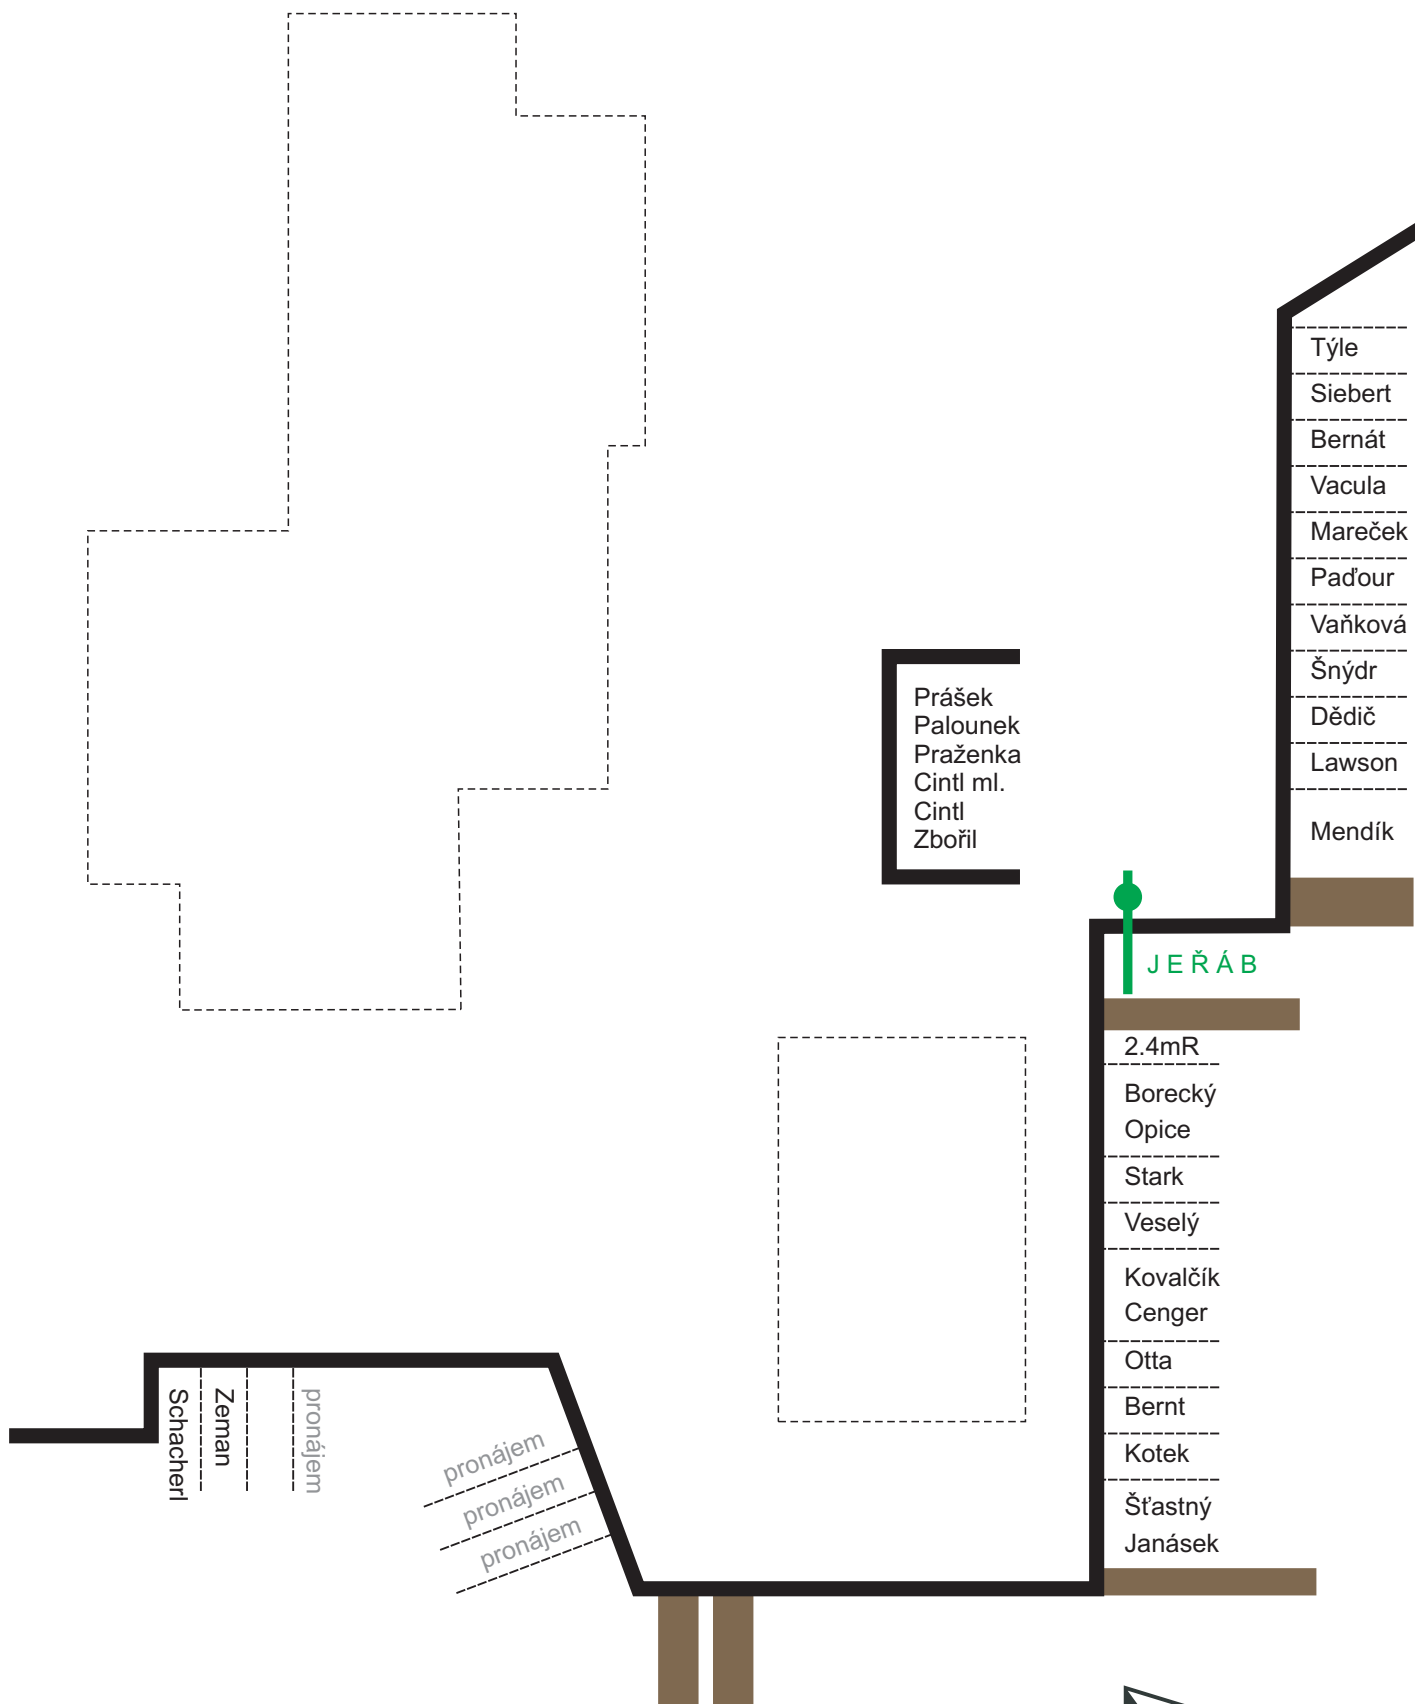 Týle
Siebert
Bernát
Vacula
Mareček
Paďour
Vaňková
Šnýdr
Dědič
Lawson
Mendík
Prášek
Palounek
Praženka
Cintl ml.
Cintl
Zbořil
JEŘÁB
2.4mR
Borecký
Opice
Stark
Veselý
Kovalčík
Cenger
Otta
Bernt
Kotek
Šťastný
Janásek
Schacherl
Zeman
pronájem
pronájem
pronájem
pronájem